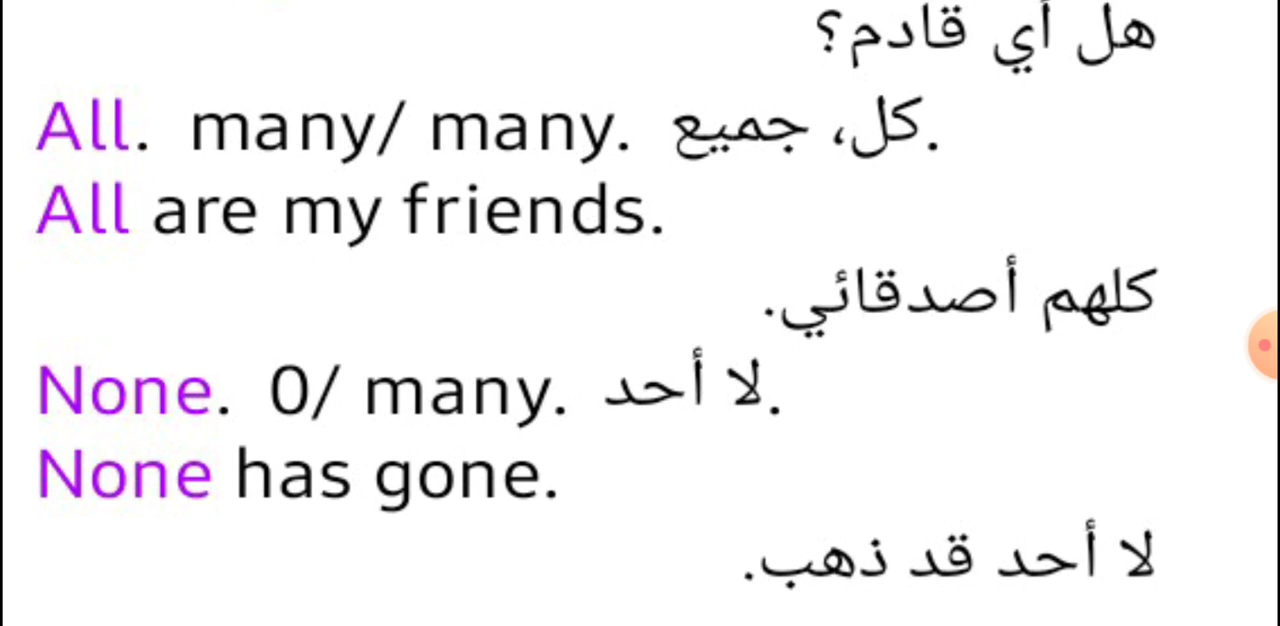 هل أي قادم؟
All. many/ many. كل، جميع.
All are my friends.
كلهم أصدقائي.
None. 0/ many. لا أحد.
None has gone.
لا أحد قد ذهب.